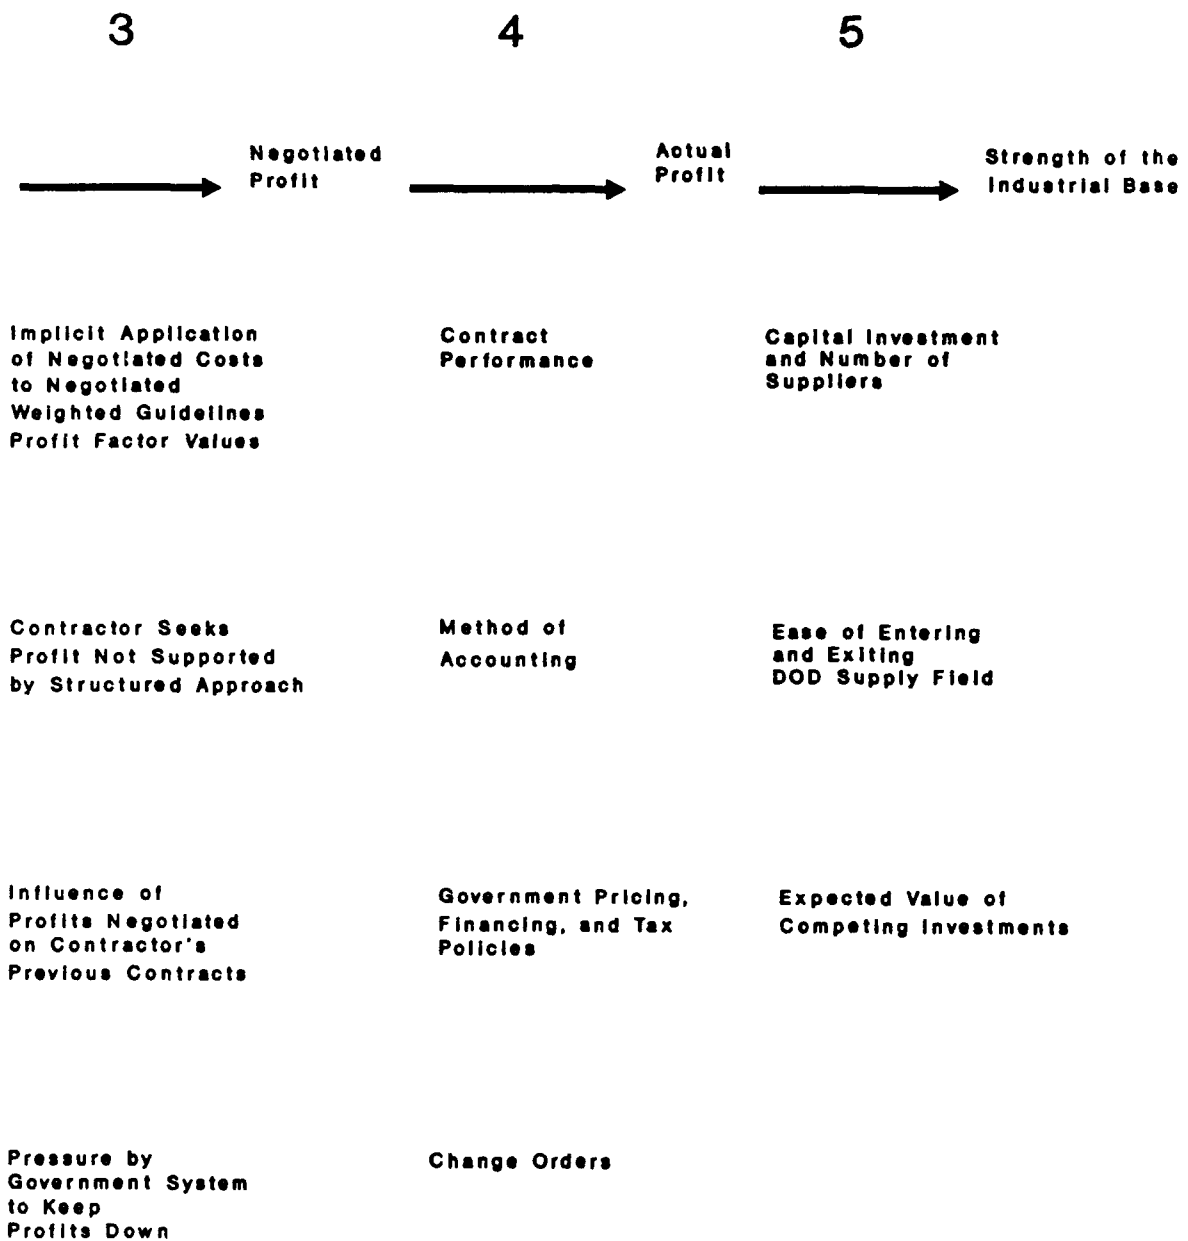 3
4
5
Negotiated
Profit
Actual
Profit
Strength of the
Industrial Base
Implicit Application
of Negotiated Costs
to Negotiated
Weighted Guidelines
Profit Factor Values
Contract
Performance
Capital Investment
and Number of
Suppliers
Contractor Seeks
Profit Not Supported
by Structured Approach
Method of
Accounting
Ease of Entering
and Exiting
DOD Supply Field
Influence of
Profits Negotiated
on Contractor's
Previous Contracts
Government Pricing,
Financing, and Tax
Policies
Expected Value of
Competing Investments
Pressure by
Government System
to Keep
Profits Down
Change Orders